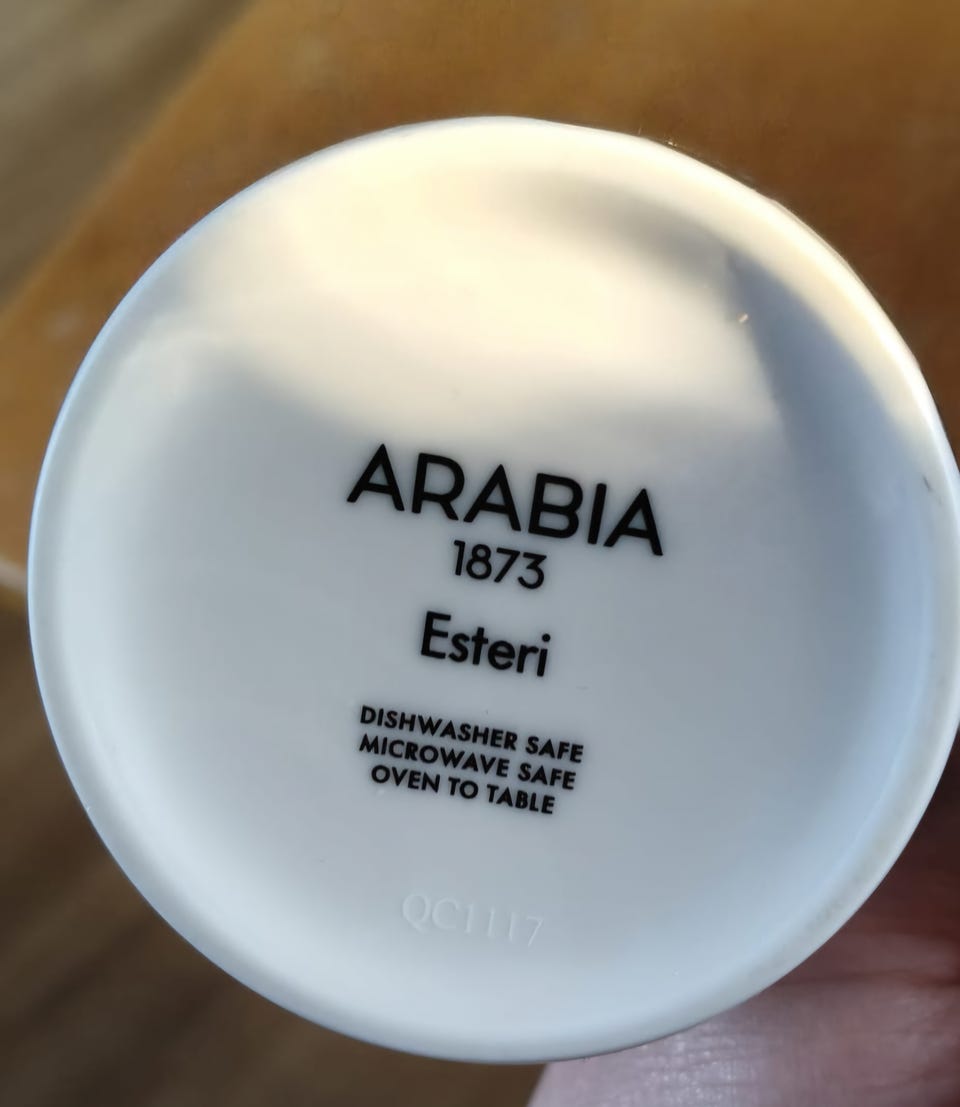 ARABIA
1873
Esteri
DISHWASHER SAFE
MICROWAVE SAFE
OVEN TO TABLE
QC1117